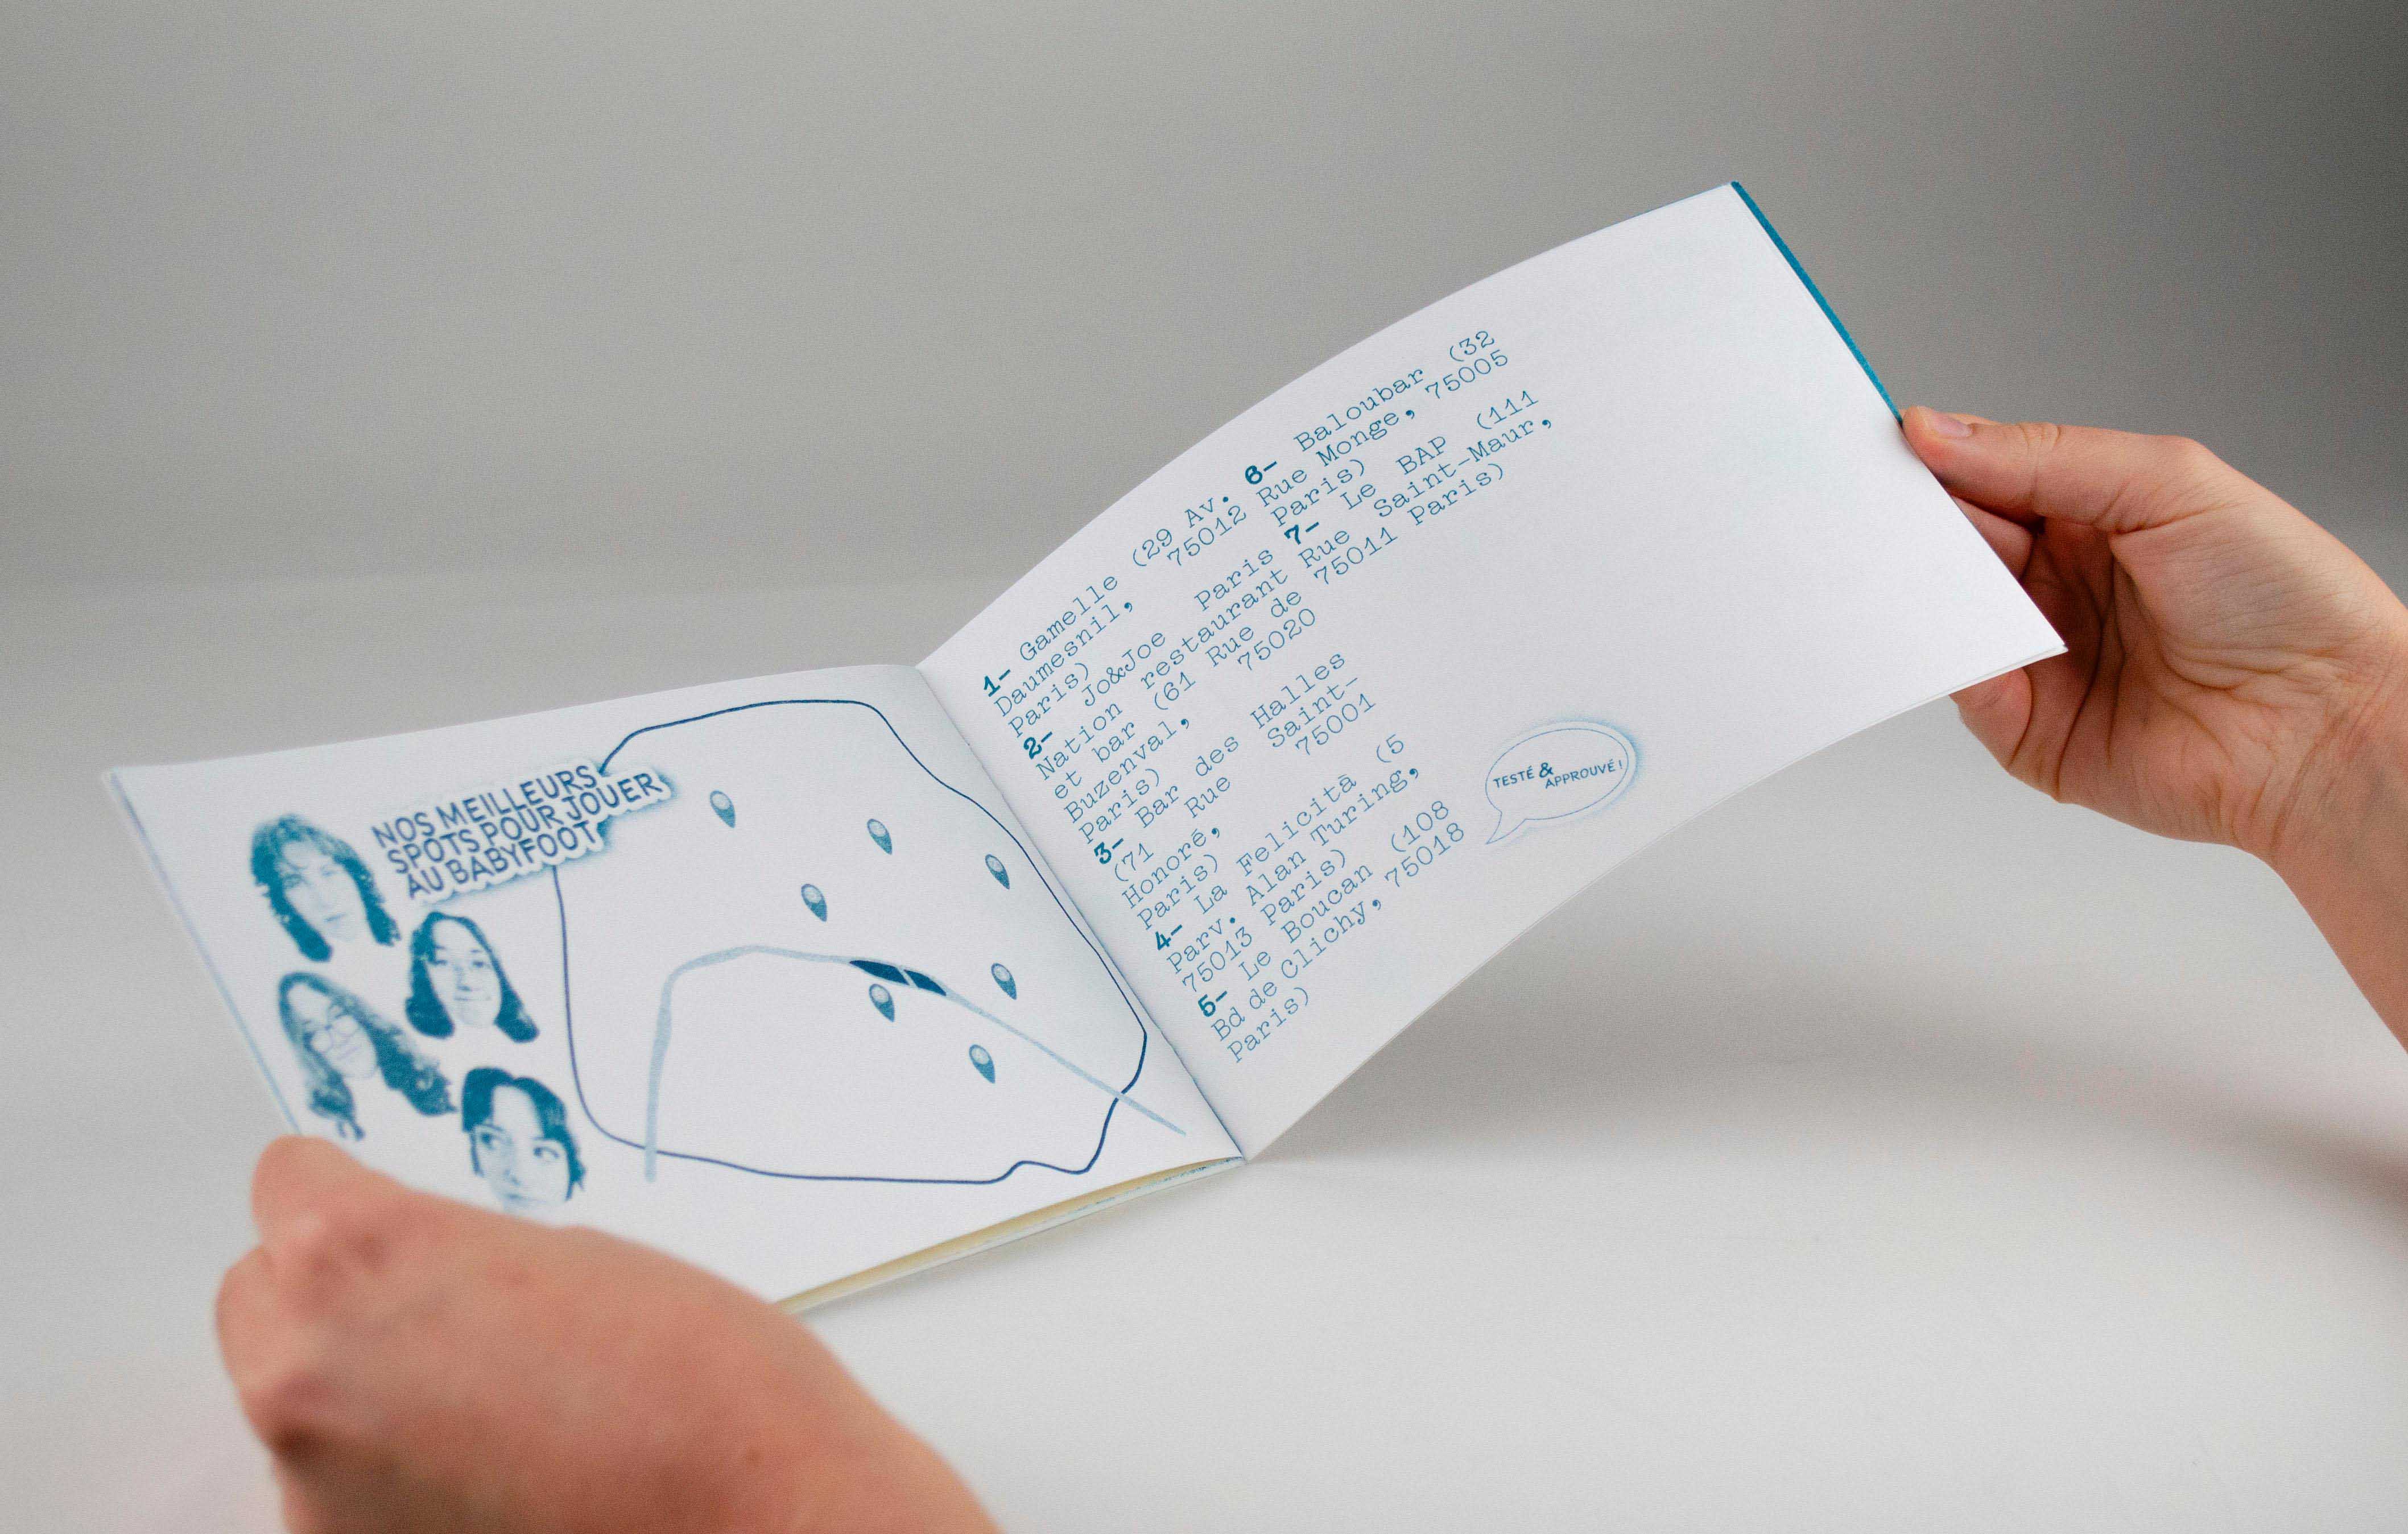 NOS MEILLEURS
SPOTS POUR JOUER
AU BABYFOOT
1- Gamelle (29 Av.
Daumesnil, 75012
Paris)
2- Jo&Joe Paris
Nation restaurant
et bar (61 Rue de
Buzenval, 75020
Paris)
3- Bar des Halles
(71 Rue Saint-
Honoré, 75001
Paris)
4- La Felicità (5
Parv. Alan Turing,
75013 Paris)
5- Le Boucan (108
Bd de Clichy, 75018
Paris)
6- Baloubar (32
Rue Monge, 75005
Paris)
7- Le BAP (111
Rue Saint-Maur,
75011 Paris)
TESTÉ &
APPROUVÉ!